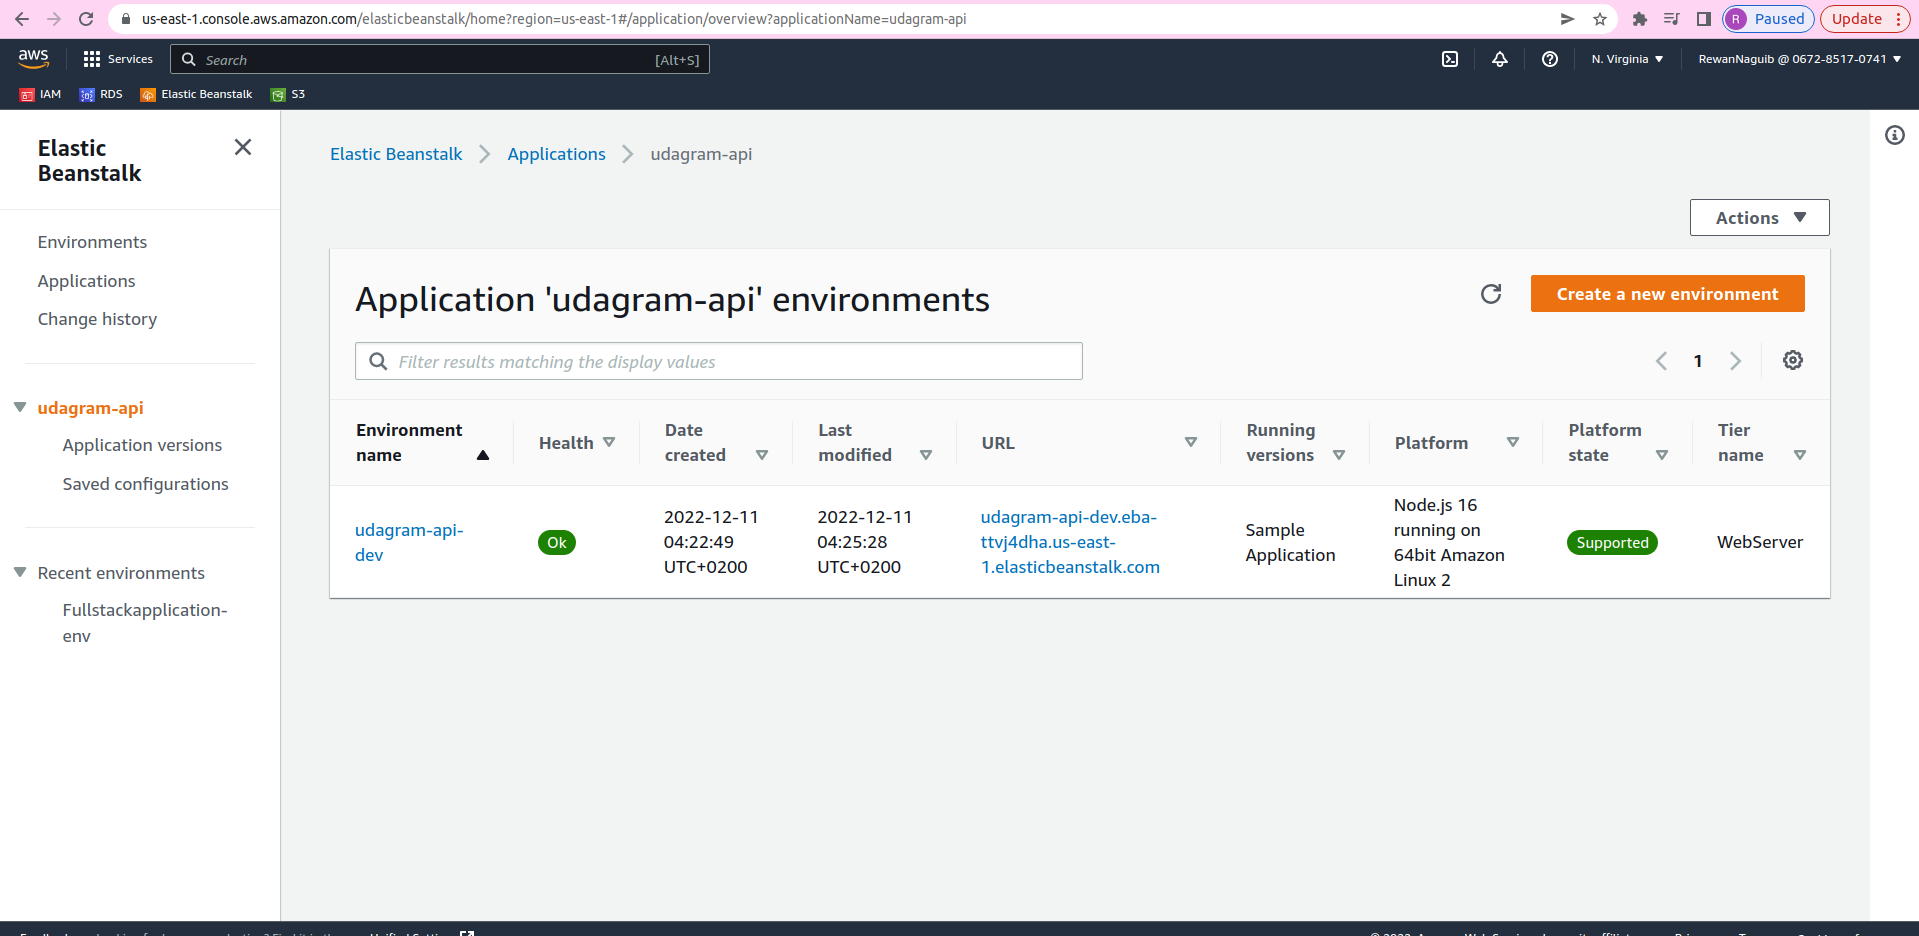 us-east-1.console.aws.amazon.com/elasticbeanstalk/home?region=us-east-1#/application/overview?applicationName=udagram-api
R Paused
Update
aws
Services
Search
[Alt+S]
N. Virginia
RewanNaguib @ 0672-8517-0741
IAM
RDS
Elastic Beanstalk
S3
Elastic
Beanstalk
Environments
Applications
Change history
udagram-api
Application versions
Saved configurations
Recent environments
Fullstackapplication-
env
Elastic Beanstalk
Applications
udagram-api
Actions
Application 'udagram-api' environments
Create a new environment
Filter results matching the display values
1
Environment
name
Health
Date
created
Last
modified
URL
Running
versions
Platform
Platform
state
Tier
name
udagram-api-
dev
Ok
2022-12-11
04:22:49
UTC+0200
2022-12-11
04:25:28
UTC+0200
udagram-api-dev.eba-
ttvj4dha.us-east-
1.elasticbeanstalk.com
Sample
Application
Node.js 16
running on
64bit Amazon
Linux 2
Supported
WebServer